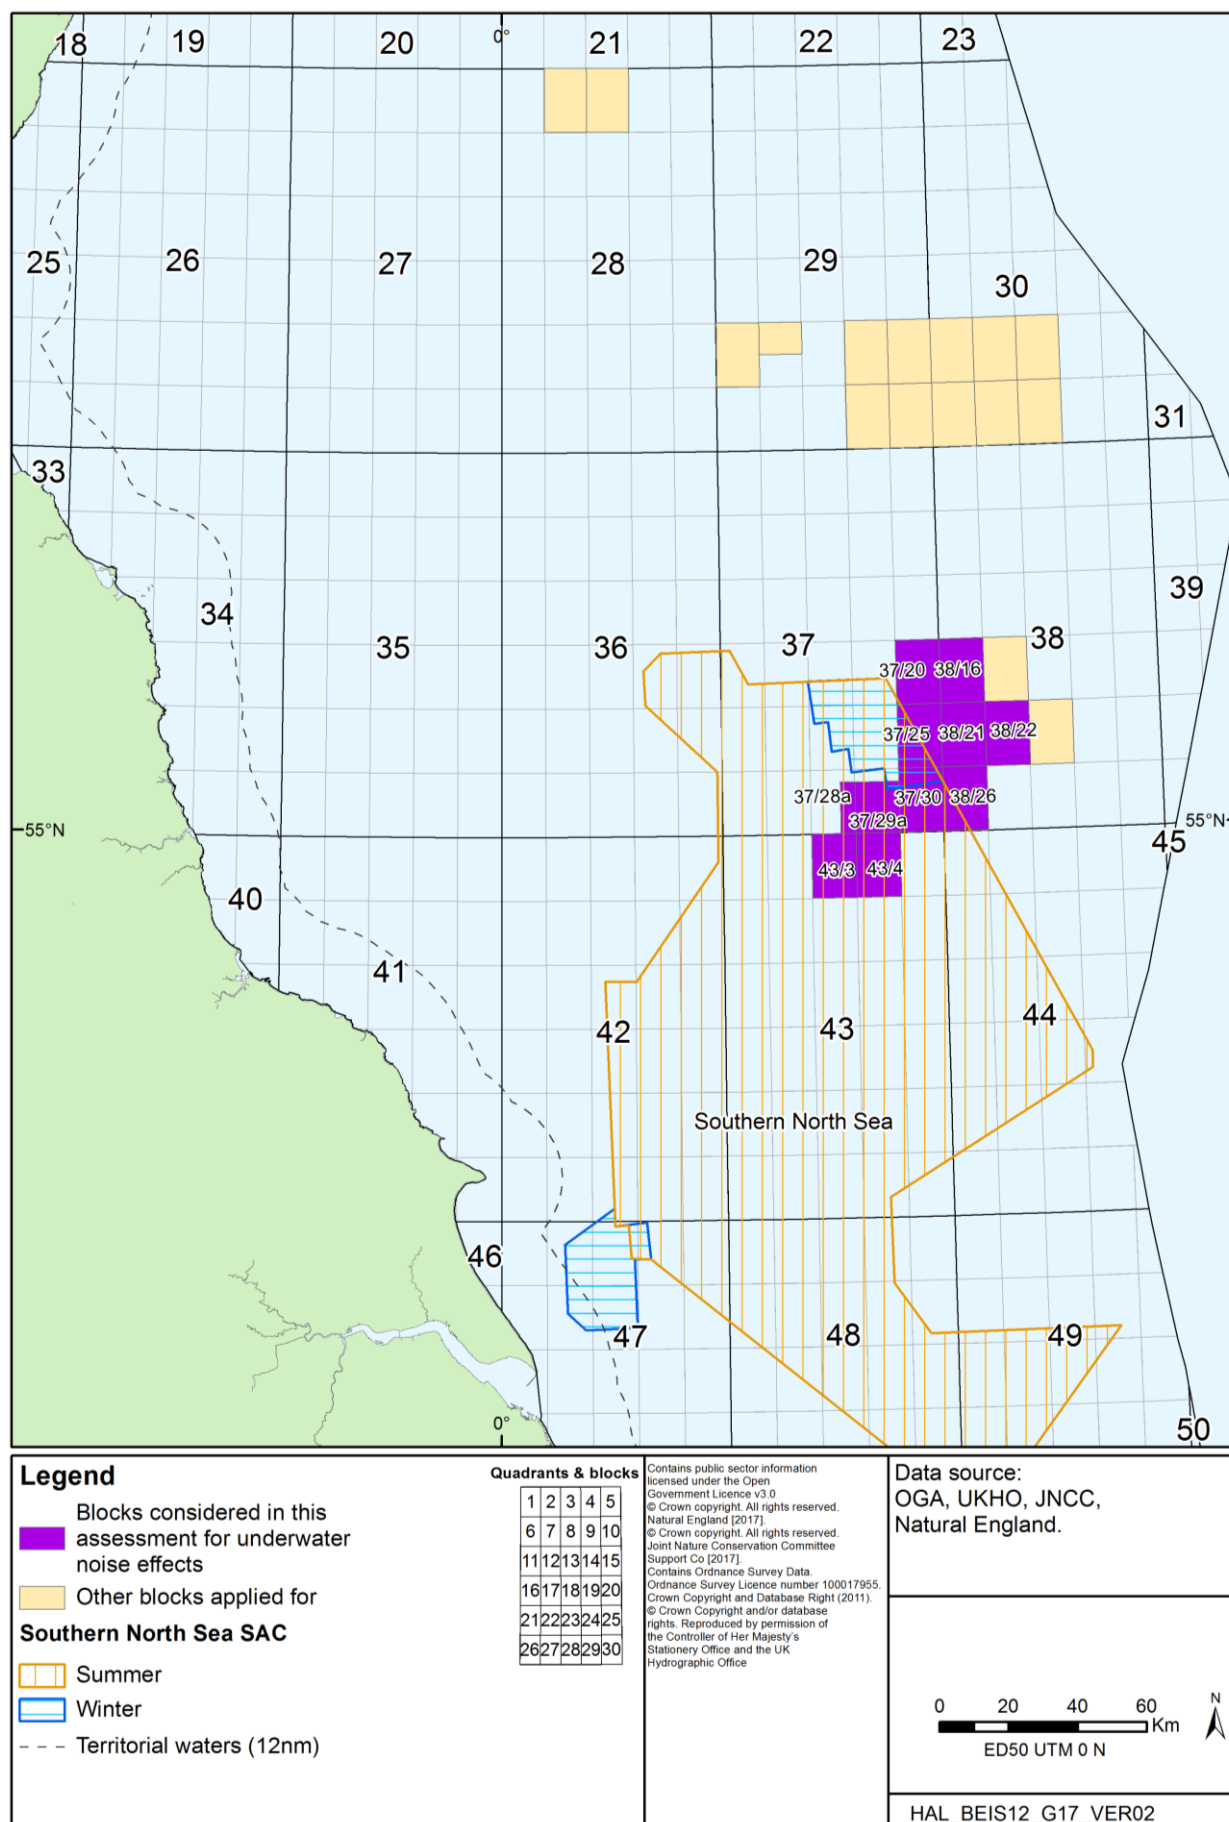 18
19
20
0°
21
22
23
25
26
27
28
29
30
31
33
34
35
36
37
38
39
37/20
38/16
37/25
38/21
38/22
37/28a
37/30
38/26
37/29a
55°N
55°N
45
43/3
43/4
40
41
42
43
44
Southern North Sea
46
47
48
49
0°
50
Legend
Blocks considered in this
assessment for underwater
noise effects
Other blocks applied for
Southern North Sea SAC
Summer
Winter
Territorial waters (12nm)
Quadrants & blocks
1 2 3 4 5
6 7 8 9 10
11 12 13 14 15
16 17 18 19 20
21 22 23 24 25
26 27 28 29 30
Contains public sector information
licensed under the Open
Government Licence v3.0
© Crown copyright. All rights reserved.
Natural England [2017].
© Crown copyright. All rights reserved.
Joint Nature Conservation Committee
Support Co [2017].
Contains Ordnance Survey Data.
Ordnance Survey Licence number 100017955.
Crown Copyright and Database Right (2011).
© Crown Copyright and/or database
rights. Reproduced by permission of
the Controller of Her Majesty's
Stationery Office and the UK
Hydrographic Office
Data source:
OGA, UKHO, JNCC,
Natural England.
0 20 40 60
Km
N
ED50 UTM 0 N
HAL_BEIS12_G17_VER02